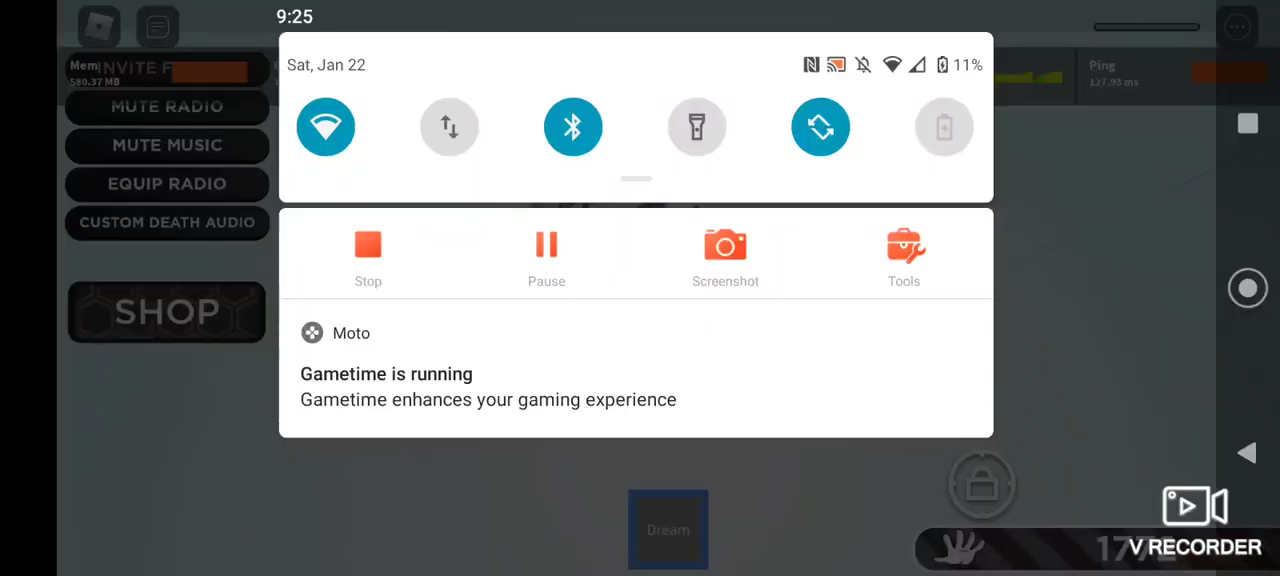 9:25
Sat, Jan 22
11%
Mem
580.37 MB
INVITE F
Ping
137.93 ms
MUTE RADIO
MUTE MUSIC
EQUIP RADIO
CUSTOM DEATH AUDIO
SHOP
Stop
Pause
Screenshot
Tools
Moto
Gametime is running
Gametime enhances your gaming experience
Dream
V RECORDER